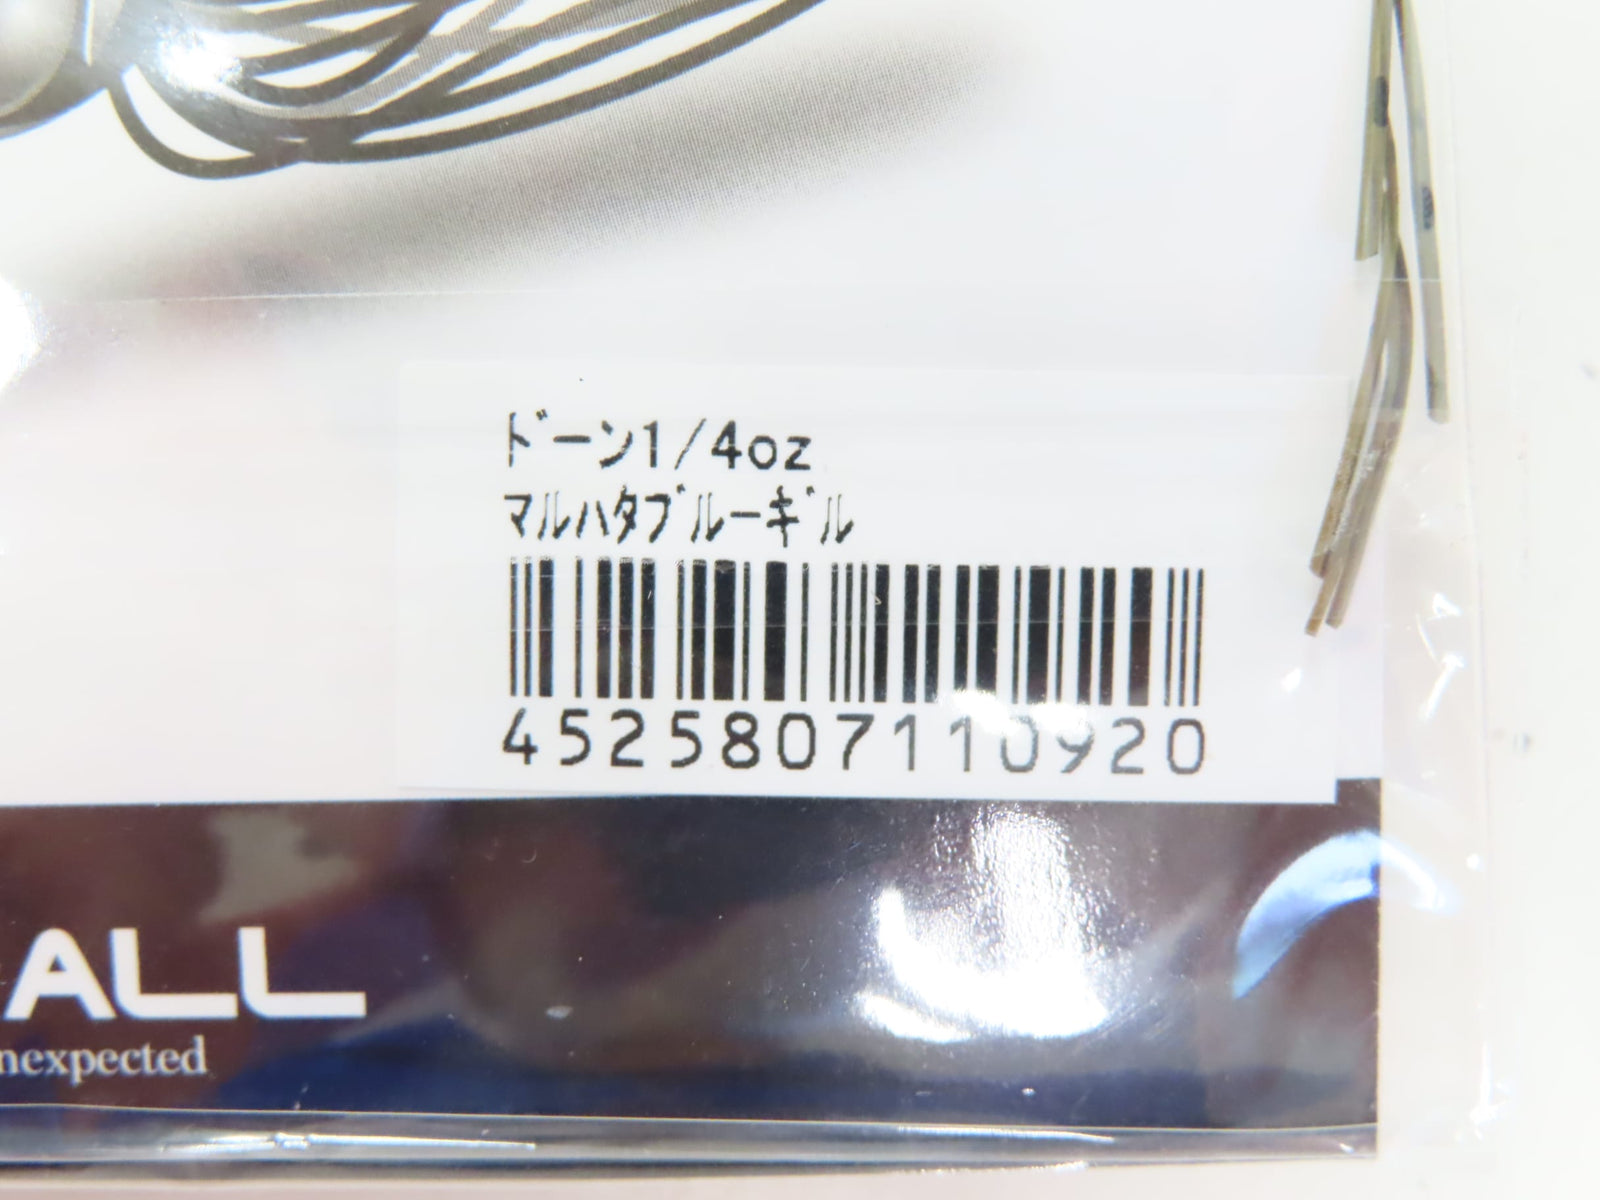 ﾄﾞｰﾝ1/4oz
ﾏﾙﾊﾀﾌﾞﾙｰｷﾞﾙ
4525807110920
ALL
nexpected